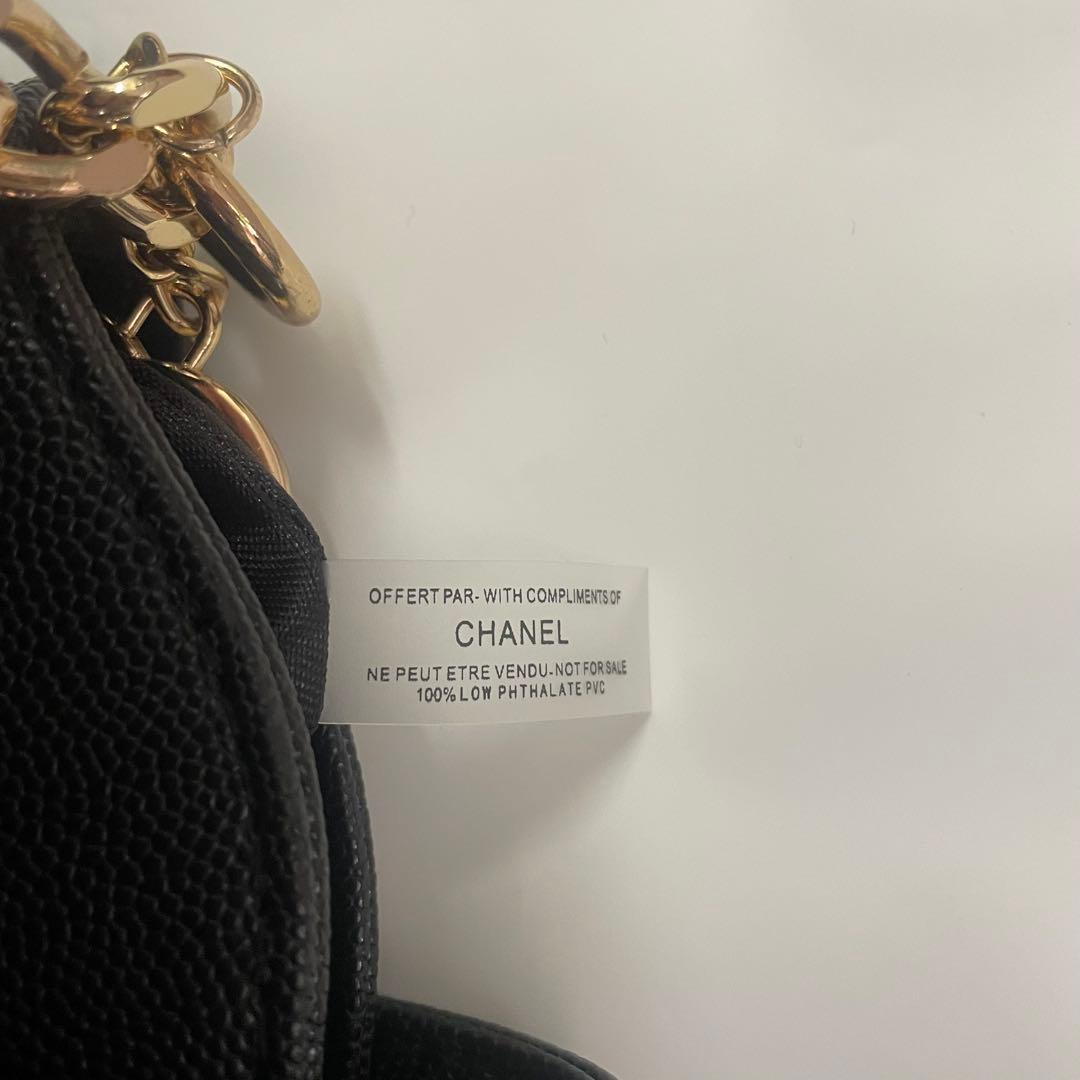 OFFERT PAR- WITH COMPLIMENTS OF
CHANEL
NE PEUT ETRE VENDU-NOT FOR SALE
100% LOW PHTHALATE PVC